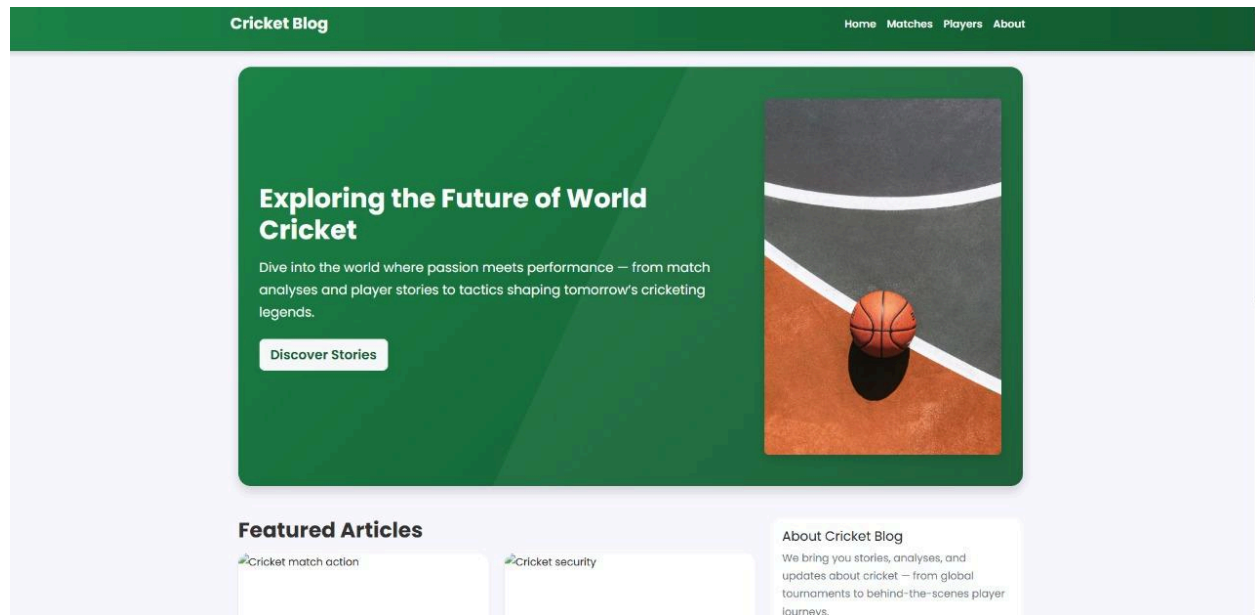 Cricket Blog
Home Matches Players About
Exploring the Future of World
Cricket
Dive into the world where passion meets performance — from match
analyses and player stories to tactics shaping tomorrow's cricketing
legends.
Discover Stories
Featured Articles
Cricket match action
Cricket security
About Cricket Blog
We bring you stories, analyses, and
updates about cricket — from global
tournaments to behind-the-scenes player
journeys.